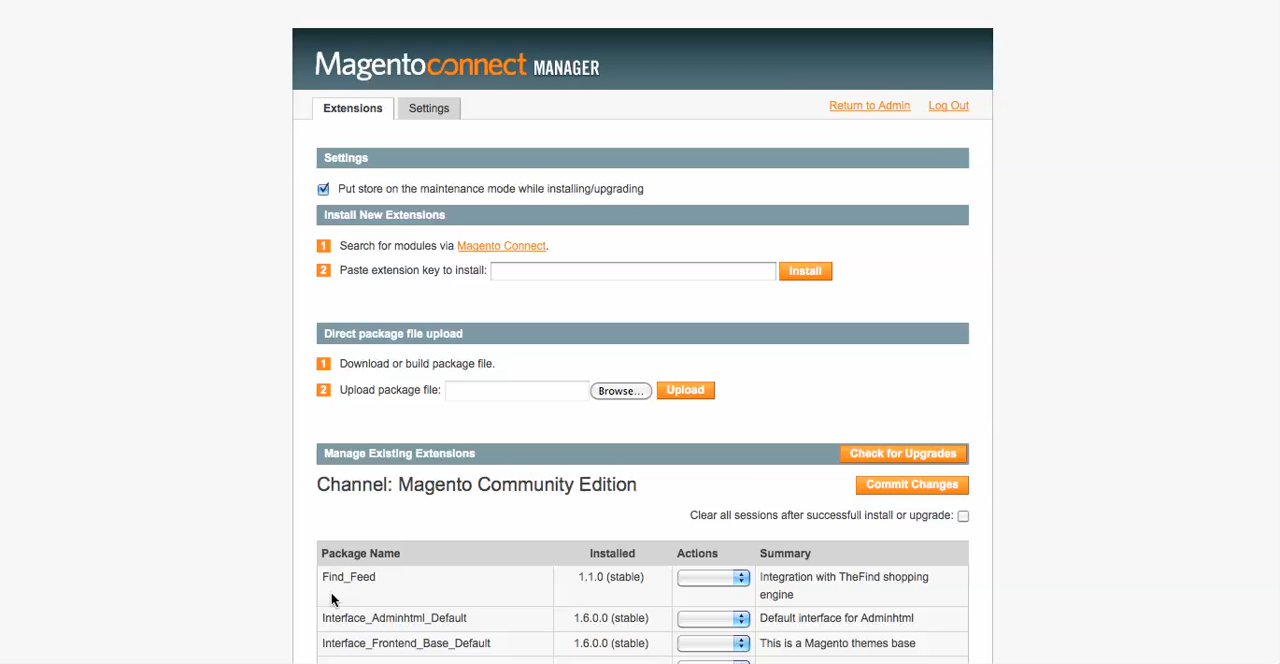 Magentoconnect MANAGER
Extensions Settings Return to Admin Log Out
Settings
Put store on the maintenance mode while installing/upgrading
Install New Extensions
1 Search for modules via Magento Connect.
2 Paste extension key to install: Install
Direct package file upload
1 Download or build package file.
2 Upload package file: Browse... Upload
Manage Existing Extensions Check for Upgrades
Channel: Magento Community Edition Commit Changes
Clear all sessions after successfull install or upgrade:
Package Name Installed Actions Summary
Find_Feed 1.1.0 (stable) Integration with TheFind shopping
engine
Interface_Adminhtml_Default 1.6.0.0 (stable) Default interface for Adminhtml
Interface_Frontend_Base_Default 1.6.0.0 (stable) This is a Magento themes base